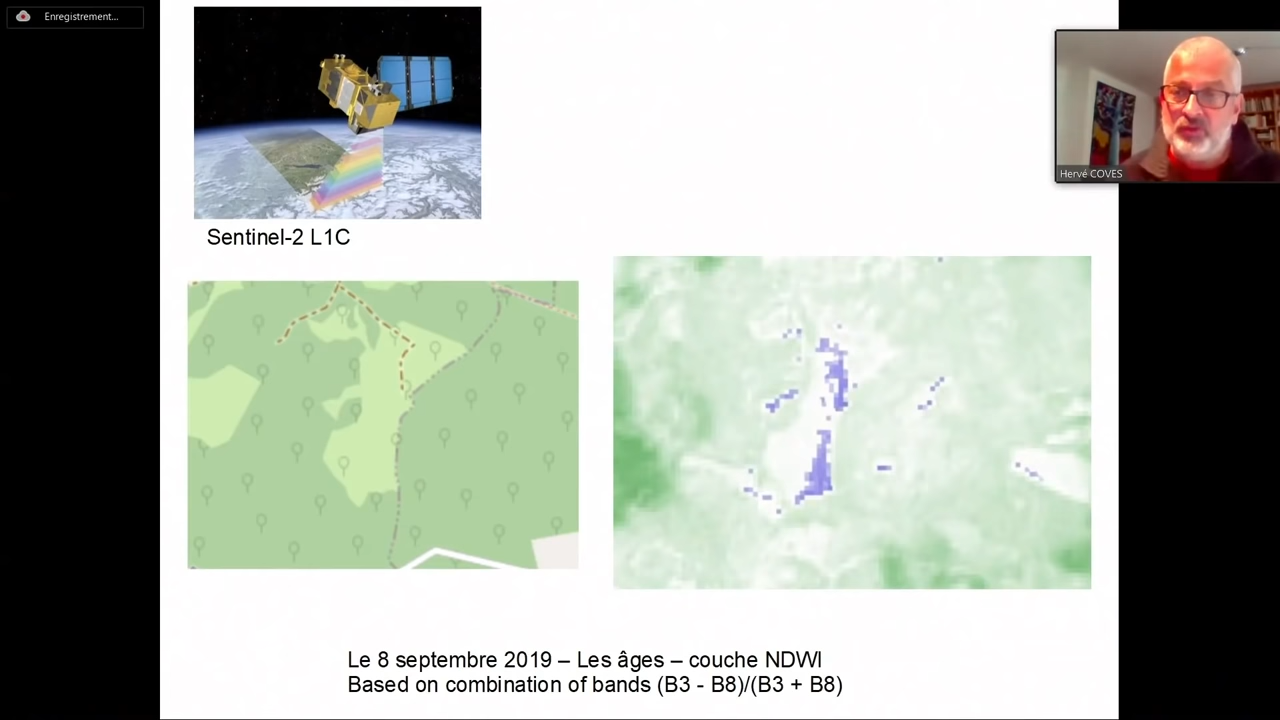 Enregistrement...
Hervé COVES
Sentinel-2 L1C
Le 8 septembre 2019 – Les âges – couche NDWI
Based on combination of bands (B3 - B8)/(B3 + B8)